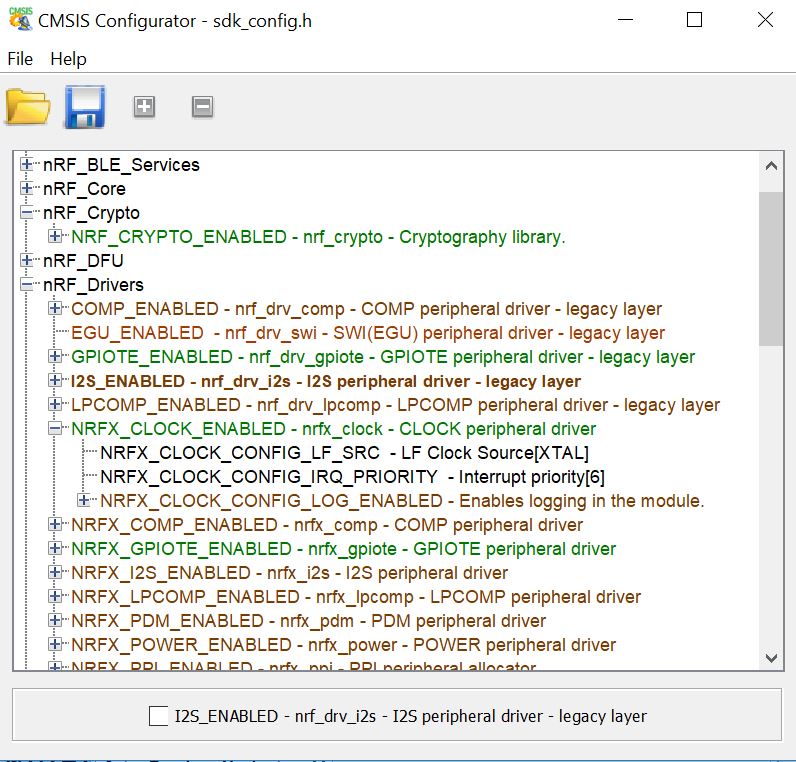 CMSIS Configurator - sdk_config.h
File Help
nRF_BLE_Services
nRF_Core
nRF_Crypto
NRF_CRYPTO_ENABLED - nrf_crypto - Cryptography library.
nRF_DFU
nRF_Drivers
COMP_ENABLED - nrf_drv_comp - COMP peripheral driver - legacy layer
EGU_ENABLED - nrf_drv_swi - SWI(EGU) peripheral driver - legacy layer
GPIOTE_ENABLED - nrf_drv_gpiote - GPIOTE peripheral driver - legacy layer
I2S_ENABLED - nrf_drv_i2s - I2S peripheral driver - legacy layer
LPCOMP_ENABLED - nrf_drv_lpcomp - LPCOMP peripheral driver - legacy layer
NRFX_CLOCK_ENABLED - nrfx_clock - CLOCK peripheral driver
NRFX_CLOCK_CONFIG_LF_SRC - LF Clock Source[XTAL]
NRFX_CLOCK_CONFIG_IRQ_PRIORITY - Interrupt priority[6]
NRFX_CLOCK_CONFIG_LOG_ENABLED - Enables logging in the module.
NRFX_COMP_ENABLED - nrfx_comp - COMP peripheral driver
NRFX_GPIOTE_ENABLED - nrfx_gpiote - GPIOTE peripheral driver
NRFX_I2S_ENABLED - nrfx_i2s - I2S peripheral driver
NRFX_LPCOMP_ENABLED - nrfx_lpcomp - LPCOMP peripheral driver
NRFX_PDM_ENABLED - nrfx_pdm - PDM peripheral driver
NRFX_POWER_ENABLED - nrfx_power - POWER peripheral driver
NRFX_PPI_ENABLED - nrfx_ppi - PPI peripheral allocator
I2S_ENABLED - nrf_drv_i2s - I2S peripheral driver - legacy layer